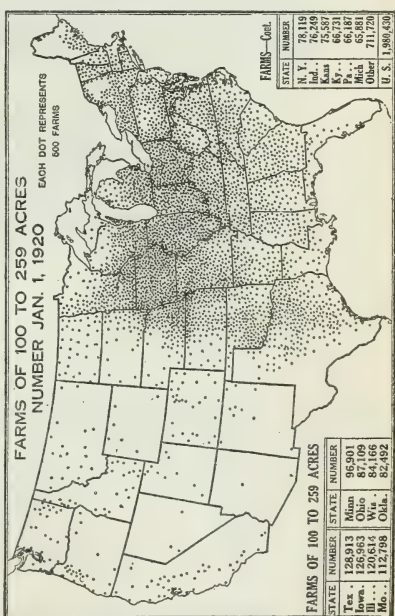 FARMS OF 100 TO 259 ACRES
NUMBER JAN. 1, 1920
EACH DOT REPRESENTS
500 FARMS
FARMS OF 100 TO 259 ACRES
STATE NUMBER STATE NUMBER
Tex. 128,913 Minn 96,901
Iowa. 126,963 Ohio 87,109
Ill.... 120,614 Wis. 84,166
Mo.. 112,798 Okla. 82,492
FARMS—Cont.
STATE NUMBER
N. Y. 78,119
Ind.. 76,249
Kans 75,587
Ky.. 66,731
Pa... 66,187
Mich 65,881
Other 711,720
U. S. 1,980,430